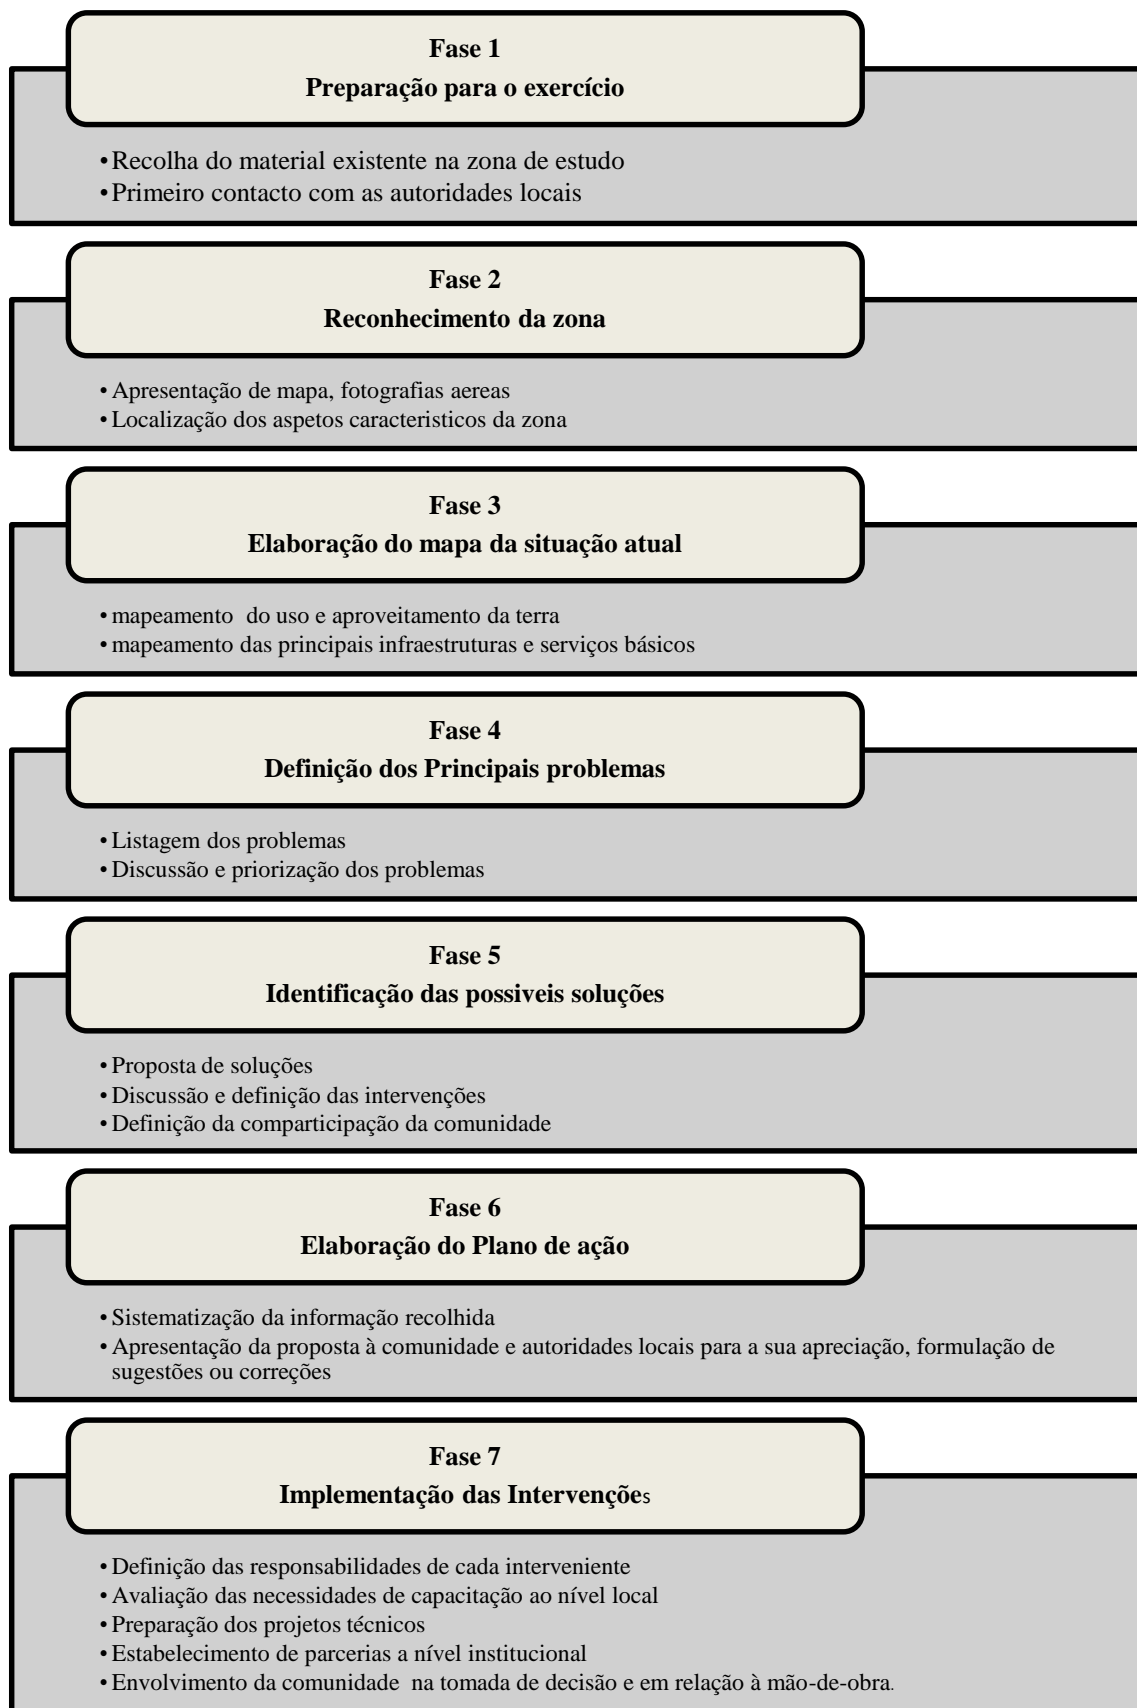 Fase 1
Preparação para o exercício
• Recolha do material existente na zona de estudo
• Primeiro contacto com as autoridades locais
Fase 2
Reconhecimento da zona
• Apresentação de mapa, fotografias aereas
• Localização dos aspetos caracteristicos da zona
Fase 3
Elaboração do mapa da situação atual
• mapeamento do uso e aproveitamento da terra
• mapeamento das principais infraestruturas e serviços básicos
Fase 4
Definição dos Principais problemas
• Listagem dos problemas
• Discussão e priorização dos problemas
Fase 5
Identificação das possiveis soluções
• Proposta de soluções
• Discussão e definição das intervenções
• Definição da comparticipação da comunidade
Fase 6
Elaboração do Plano de ação
• Sistematização da informação recolhida
• Apresentação da proposta à comunidade e autoridades locais para a sua apreciação, formulação de
sugestões ou correções
Fase 7
Implementação das Intervenções
• Definição das responsabilidades de cada interveniente
• Avaliação das necessidades de capacitação ao nível local
• Preparação dos projetos técnicos
• Estabelecimento de parcerias a nível institucional
• Envolvimento da comunidade na tomada de decisão e em relação à mão-de-obra.